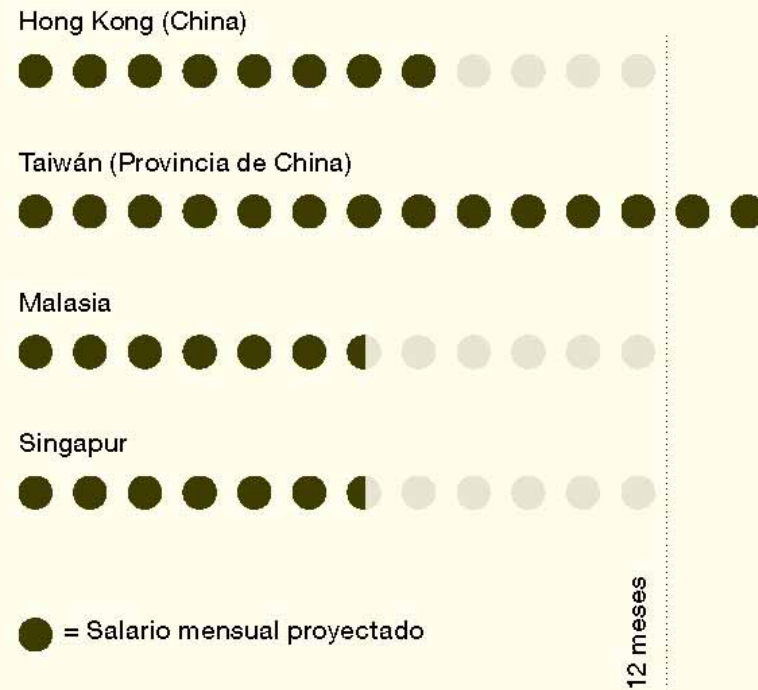 Hong Kong (China)
Taiwán (Provincia de China)
Malasia
Singapur
= Salario mensual proyectado
12 meses